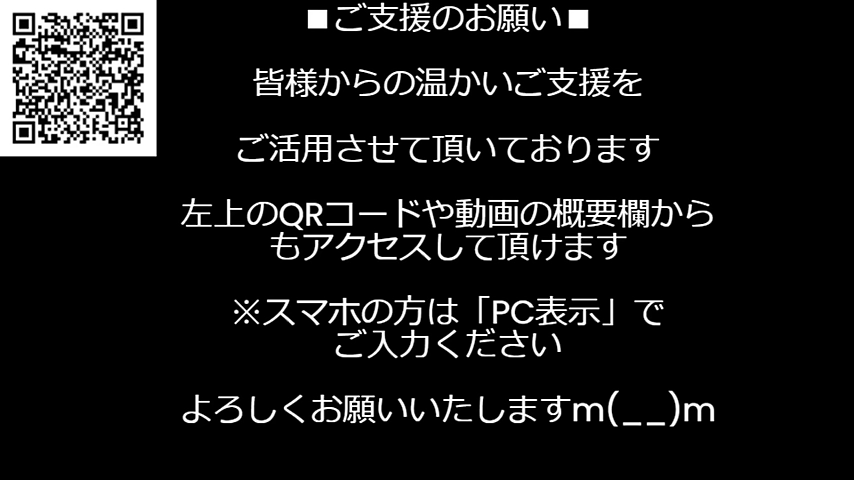 ■ご支援のお願い■
皆様からの温かいご支援を
ご活用させて頂いております
左上のQRコードや動画の概要欄から
もアクセスして頂けます
※スマホの方は「PC表示」で
ご入力ください
よろしくお願いいたしますm(__)m